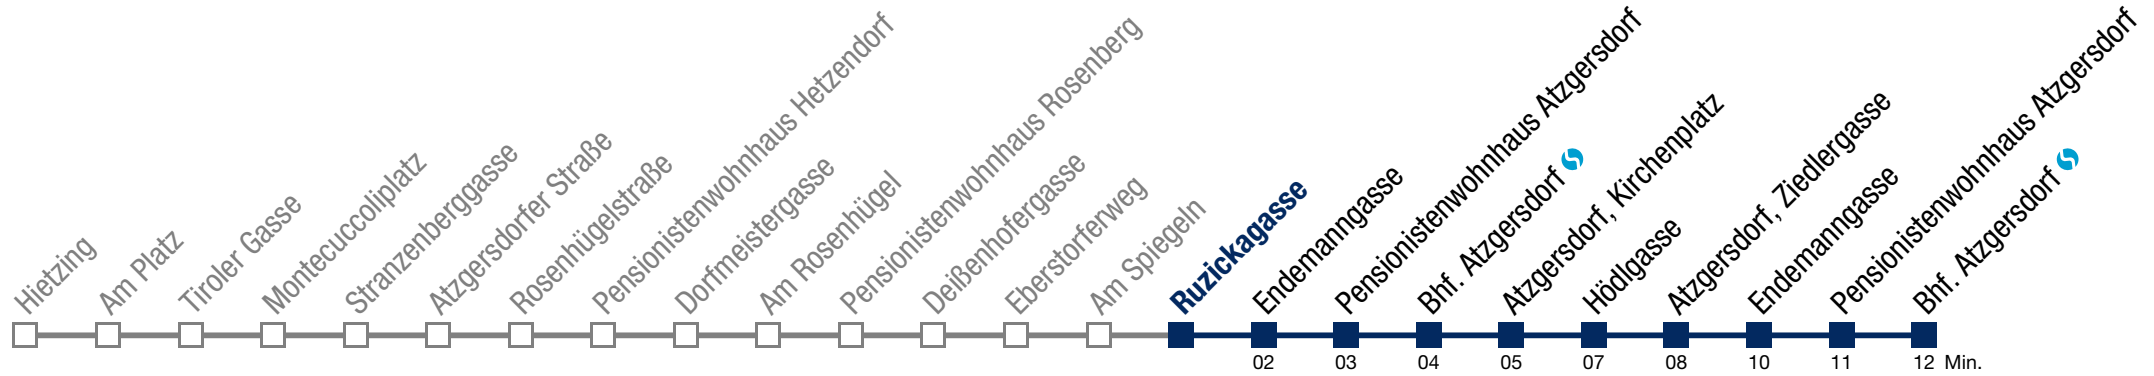 Hietzing
Am Platz
Tiroler Gasse
Montecuccoliplatz
Stranzenberggasse
Atzgersdorfer Straße
Rosenhügelstraße
Pensionistenwohnhaus Hetzendorf
Dorfmeistergasse
Am Rosenhügel
Pensionistenwohnhaus Rosenberg
Deißenhofergasse
Eberstorferweg
Am Spiegeln
Ruzickagasse
Endemanngasse
Pensionistenwohnhaus Atzgersdorf
Bhf. Atzgersdorf
Atzgersdorf, Kirchenplatz
Hödlgasse
Atzgersdorf, Ziedlergasse
Endemanngasse
Pensionistenwohnhaus Atzgersdorf
Bhf. Atzgersdorf
02 03 04 05 07 08 10 11 12 Min.